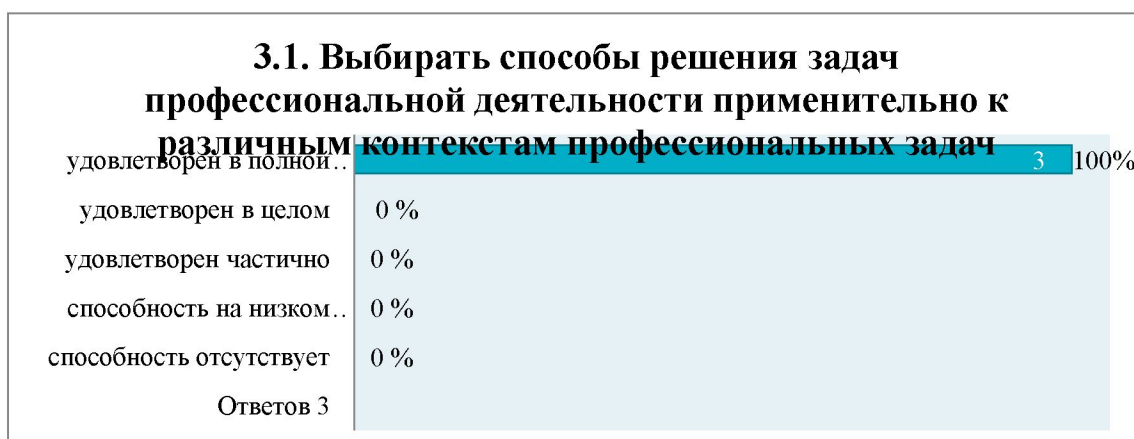 3.1. Выбирать способы решения задач
профессиональной деятельности применительно к
различным контекстам профессиональных задач
удовлетворен в полной.. 3 100%
удовлетворен в целом 0 %
удовлетворен частично 0 %
способность на низком.. 0 %
способность отсутствует 0 %
Ответов 3